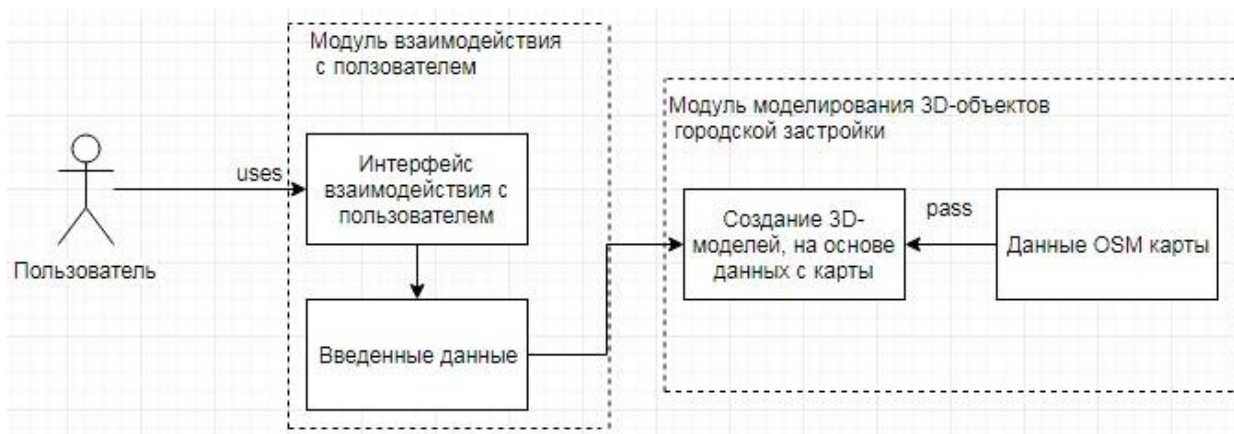 Модуль взаимодействия
с ползователем
Модуль моделирования 3D-объектов
городской застройки
uses
Интерфейс
взаимодействия с
пользователем
Создание 3D-
моделей, на основе
данных с карты
pass
Данные OSM карты
Пользователь
Введенные данные